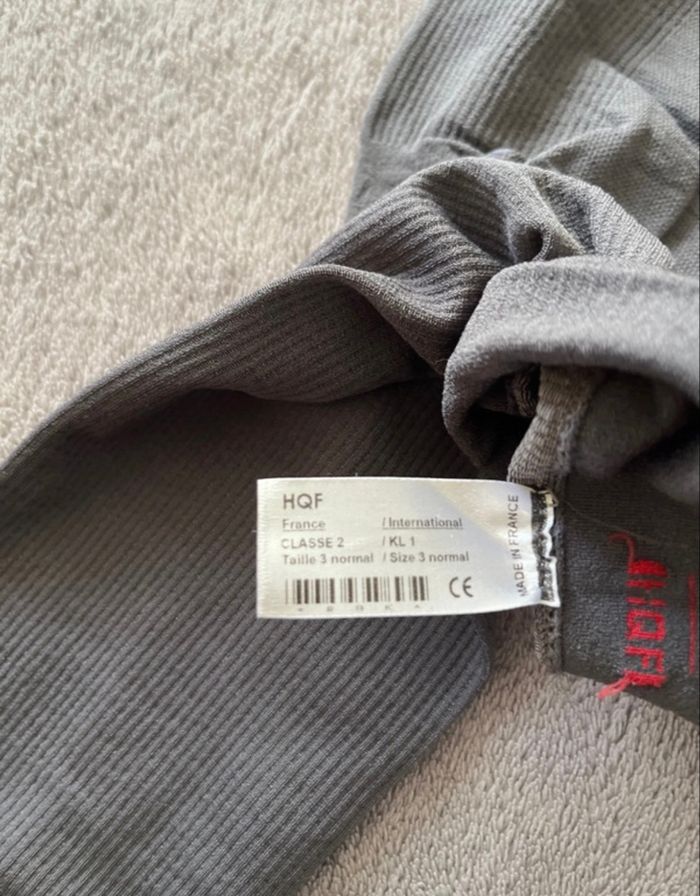 HQF
France / International
CLASSE 2 / KL 1
Taille 3 normal / Size 3 normal
CE
MADE IN FRANCE
HQF